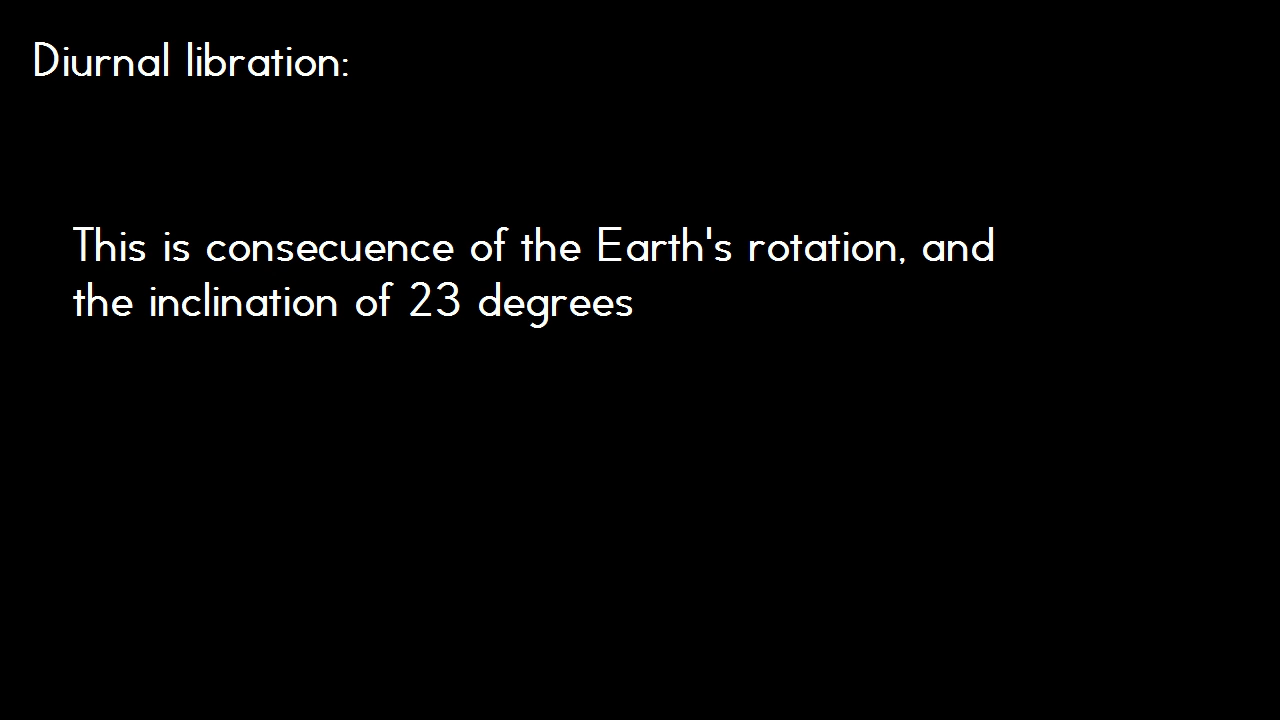 Diurnal libration:
This is consecuence of the Earth's rotation, and
the inclination of 23 degrees